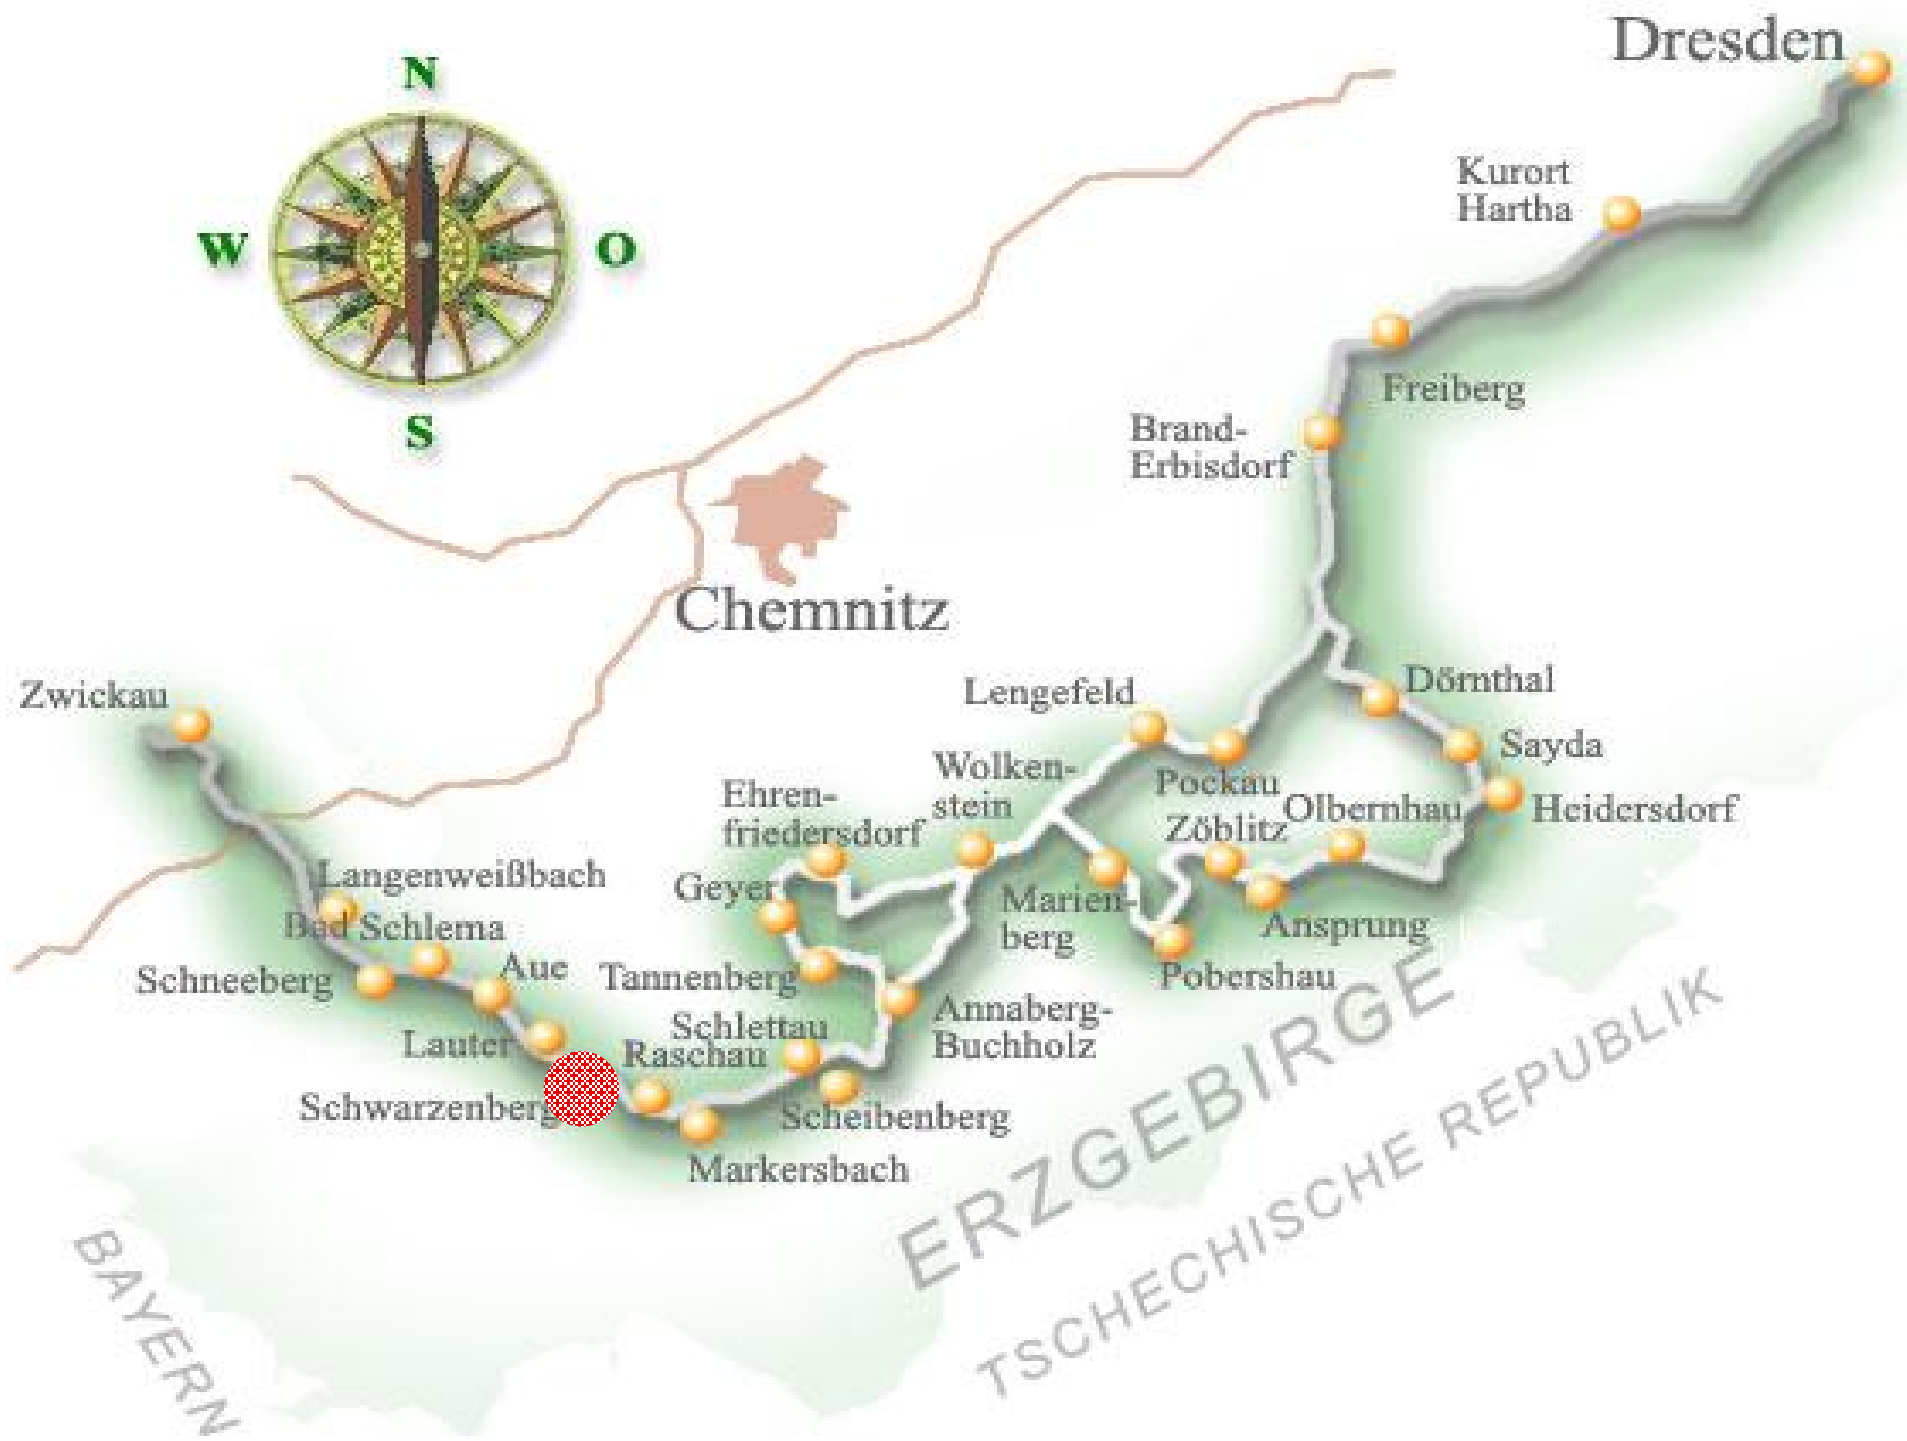 Dresden
N
Kurort
Hartha
W
O
Freiberg
S
Brand-
Erbisdorf
Chemnitz
Zwickau
Lengefeld
Dörnthal
Sayda
Wolken-
stein
Pockau
Ehren-
friedersdorf
Olbernhau
Heidersdorf
Zöblitz
Langenweißbach
Geyer
Marien-
berg
Ansprung
Bad Schlema
Aue
Schneeberg
Tannenberg
Pobershau
Annaberg-
Buchholz
Schlettau
Lauter
Raschau
Schwarzenberg
Scheibenberg
Markersbach
ERZGEBIRGE
TSCHECHISCHE REPUBLIK
BAYERN